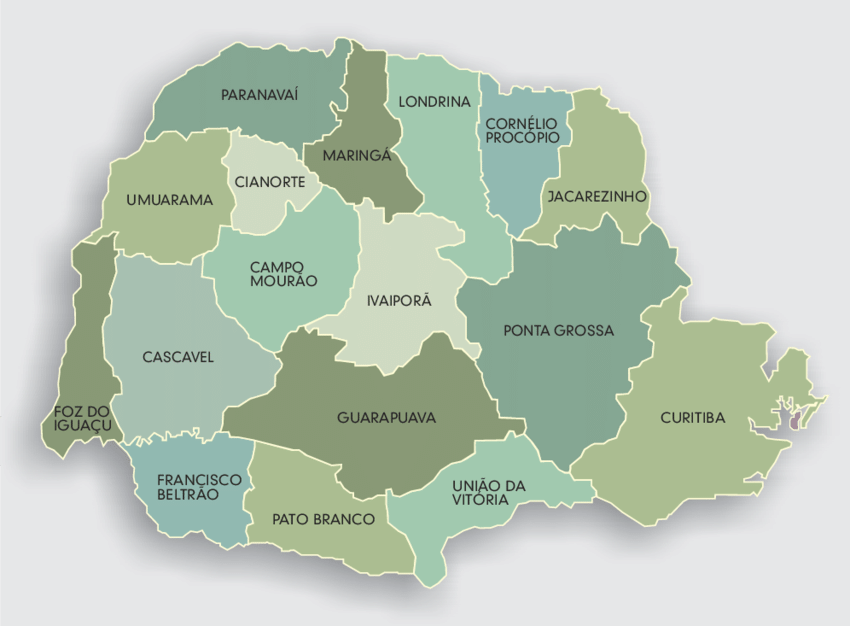 PARANAVAÍ
LONDRINA
CORNÉLIO
PROCÓPIO
MARINGÁ
CIANORTE
JACAREZINHO
UMUARAMA
CAMPO
MOURÃO
IVAIPORÃ
PONTA GROSSA
CASCAVEL
FOZ DO
IGUAÇU
GUARAPUAVA
CURITIBA
FRANCISCO
BELTRÃO
UNIÃO DA
VITÓRIA
PATO BRANCO